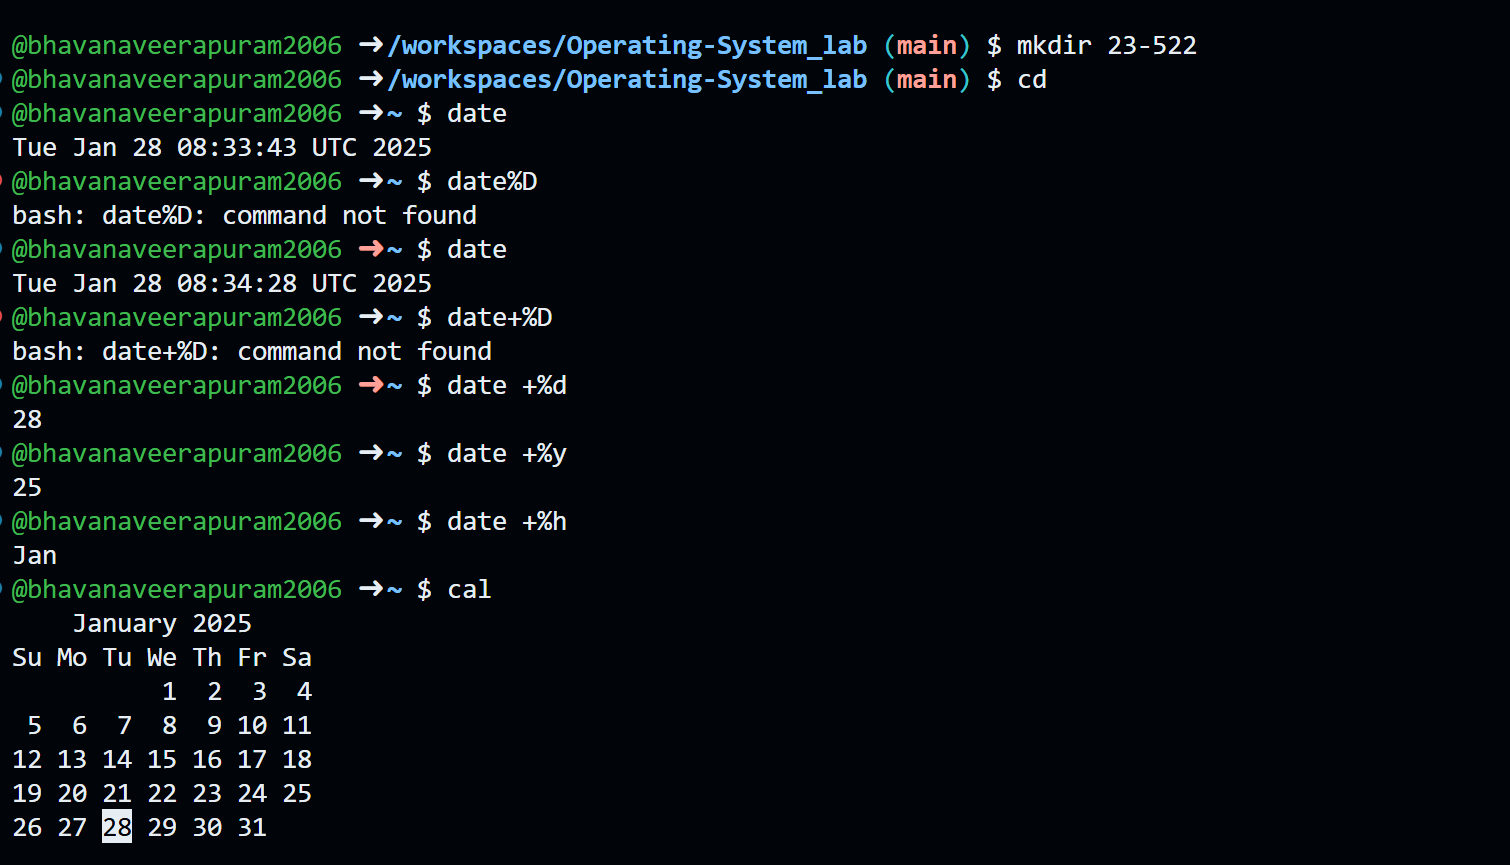 @bhavanaveerapuram2006 ➜/workspaces/Operating-System_lab (main) $ mkdir 23-522
@bhavanaveerapuram2006 ➜/workspaces/Operating-System_lab (main) $ cd
@bhavanaveerapuram2006 ➜~ $ date
Tue Jan 28 08:33:43 UTC 2025
@bhavanaveerapuram2006 ➜~ $ date%D
bash: date%D: command not found
@bhavanaveerapuram2006 ➜~ $ date
Tue Jan 28 08:34:28 UTC 2025
@bhavanaveerapuram2006 ➜~ $ date+%D
bash: date+%D: command not found
@bhavanaveerapuram2006 ➜~ $ date +%d
28
@bhavanaveerapuram2006 ➜~ $ date +%y
25
@bhavanaveerapuram2006 ➜~ $ date +%h
Jan
@bhavanaveerapuram2006 ➜~ $ cal
    January 2025
Su Mo Tu We Th Fr Sa
          1  2  3  4
 5  6  7  8  9 10 11
12 13 14 15 16 17 18
19 20 21 22 23 24 25
26 27 28 29 30 31